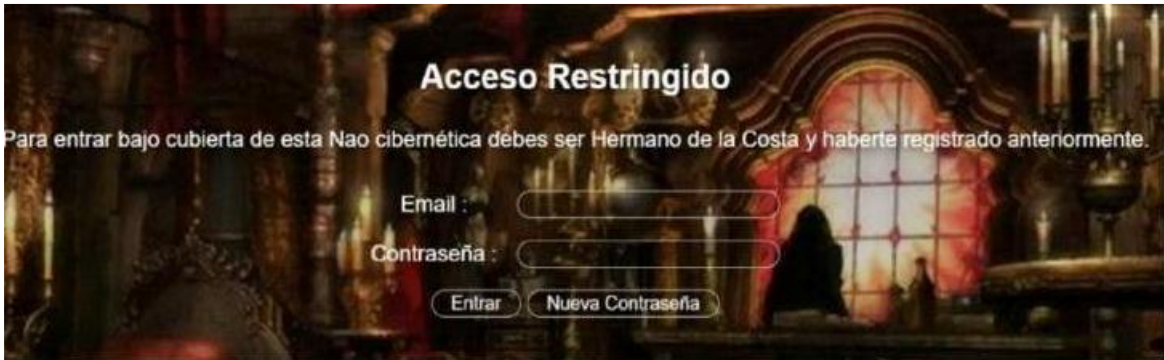 Acceso Restringido
Para entrar bajo cubierta de esta Nao cibernética debes ser Hermano de la Costa y haberte registrado anteriormente.
Email :
Contraseña :
Entrar Nueva Contraseña